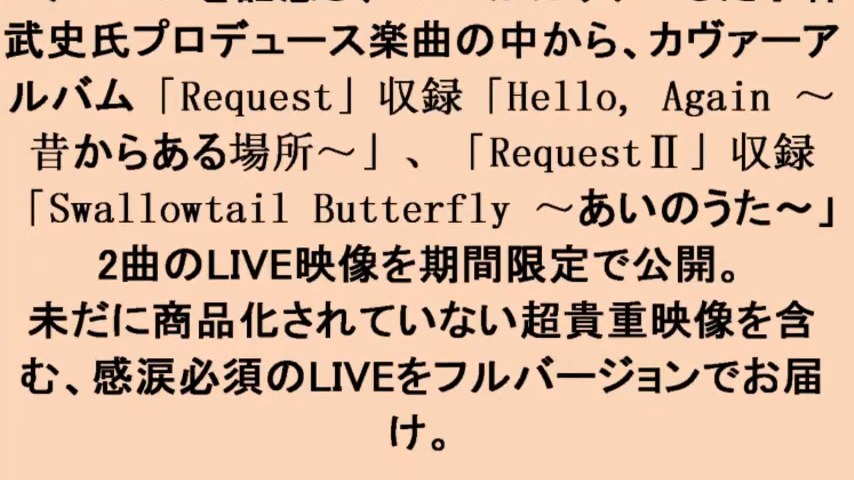 武史氏プロデュース楽曲の中から、カヴァーア
ルバム「Request」収録「Hello, Again ～
昔からある場所～」、「RequestⅡ」収録
「Swallowtail Butterfly ～あいのうた～」
2曲のLIVE映像を期間限定で公開。
未だに商品化されていない超貴重映像を含
む、感涙必須のLIVEをフルバージョンでお届
け。